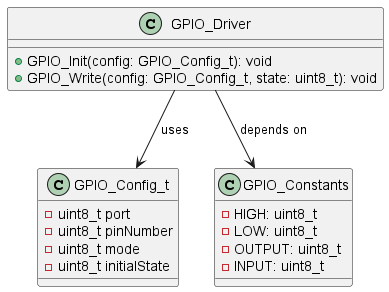 C GPIO_Driver
GPIO_Init(config: GPIO_Config_t): void
GPIO_Write(config: GPIO_Config_t, state: uint8_t): void
uses
depends on
C GPIO_Config_t
uint8_t port
uint8_t pinNumber
uint8_t mode
uint8_t initialState
C GPIO_Constants
HIGH: uint8_t
LOW: uint8_t
OUTPUT: uint8_t
INPUT: uint8_t